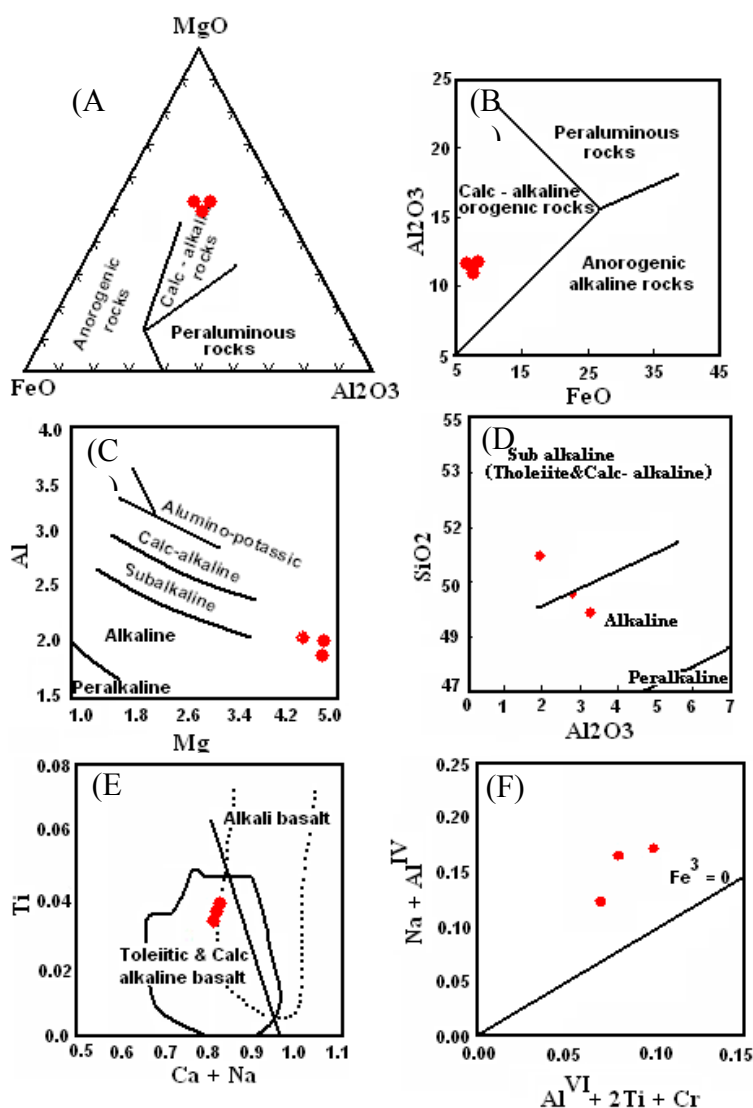 MgO
(A
Anorogenic
rocks
Calc - alkali
rocks
Peraluminous
rocks
FeO
Al2O3
(B
)
25
20
15
10
5
Al2O3
Peraluminous
rocks
Calc - alkaline
orogenic rocks
Anorogenic
alkaline rocks
5
15
25
35
45
FeO
(C
)
4.0
3.5
3.0
2.5
2.0
1.5
Al
Alumino-potassic
Calc-alkaline
Subalkaline
Alkaline
Peralkaline
1.0
1.8
2.6
3.4
4.2
5.0
Mg
(D
55
53
52
50
49
47
SiO2
Sub alkaline
(Tholeiite&Calc- alkaline)
Alkaline
Peralkaline
0
1
2
4
5
6
7
Al2O3
(E
0.08
0.06
0.04
0.02
0.0
Ti
Alkali basalt
Toleiitic & Calc
alkaline basalt
0.5
0.6
0.8
0.9
1.0
1.1
Ca + Na
(F
0.25
0.20
0.15
0.10
0.05
0.00
Na + Al^IV
Fe^3 = 0
0.00
0.05
0.10
0.15
Al^VI + 2Ti + Cr